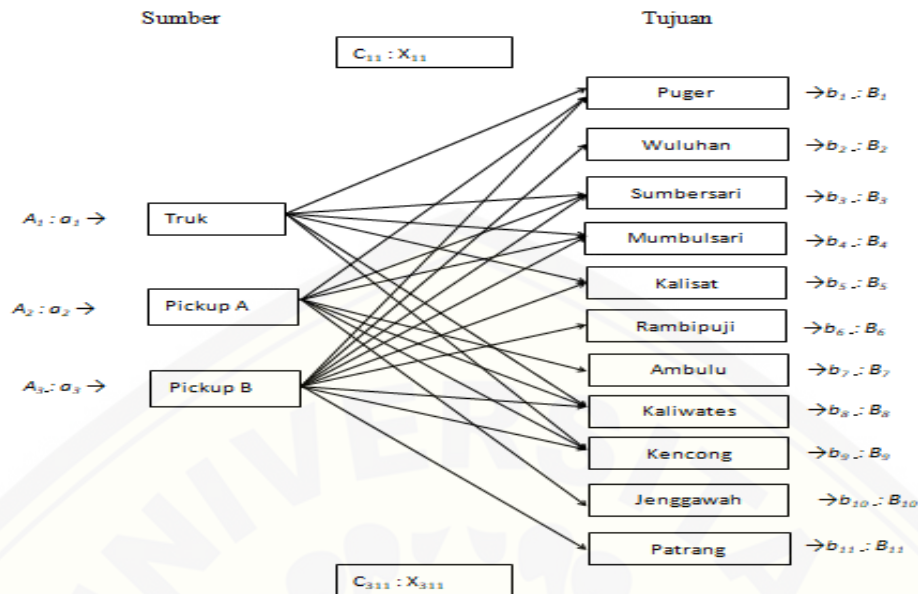 Sumber Tujuan
C₁₁ : X₁₁
Puger →b₁ .: B₁
Wuluhan →b₂ .: B₂
Sumbersari →b₃ .: B₃
A₁ : a₁ → Truk
Mumbulsari →b₄ .: B₄
Kalisat →b₅ .: B₅
A₂ : a₂ → Pickup A
Rambipuji →b₆ .: B₆
Ambulu →b₇ .: B₇
A₃ .: a₃ → Pickup B
Kaliwates →b₈ .: B₈
Kencong →b₉ .: B₉
Jenggawah →b₁₀ .: B₁₀
Patrang →b₁₁ .: B₁₁
C₃₁₁ : X₃₁₁
UNIVERSITA